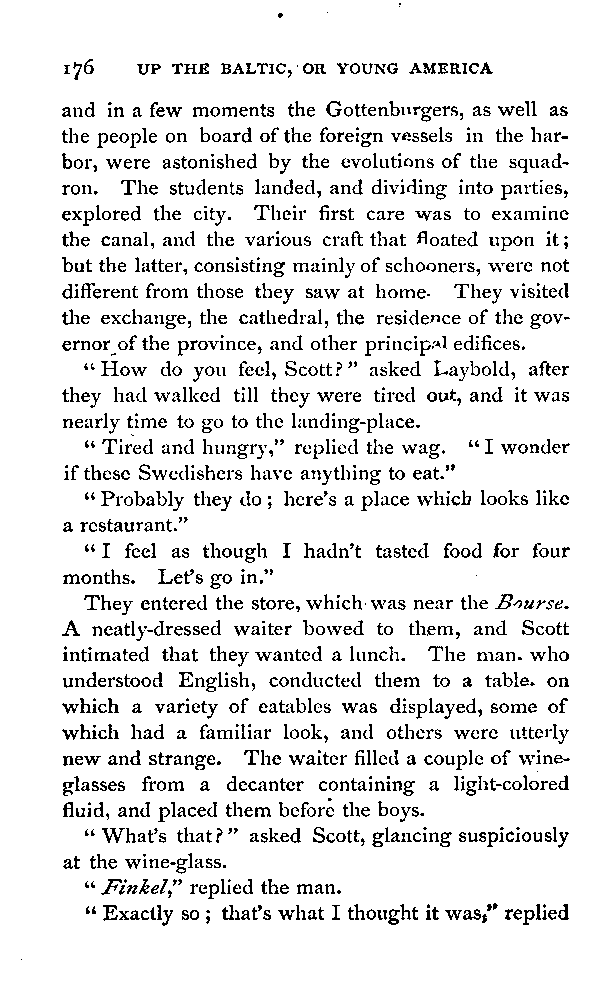 176 UP THE BALTIC, OR YOUNG AMERICA
and in a few moments the Gottenburgers, as well as
the people on board of the foreign vessels in the har-
bor, were astonished by the evolutions of the squad-
ron. The students landed, and dividing into parties,
explored the city. Their first care was to examine
the canal, and the various craft that floated upon it;
but the latter, consisting mainly of schooners, were not
different from those they saw at home. They visited
the exchange, the cathedral, the residence of the gov-
ernor of the province, and other principal edifices.
"How do you feel, Scott?" asked Laybold, after
they had walked till they were tired out, and it was
nearly time to go to the landing-place.
"Tired and hungry," replied the wag. "I wonder
if these Swedishers have anything to eat."
"Probably they do; here's a place which looks like
a restaurant."
"I feel as though I hadn't tasted food for four
months. Let's go in."
They entered the store, which was near the Bourse.
A neatly-dressed waiter bowed to them, and Scott
intimated that they wanted a lunch. The man. who
understood English, conducted them to a table. on
which a variety of eatables was displayed, some of
which had a familiar look, and others were utterly
new and strange. The waiter filled a couple of wine-
glasses from a decanter containing a light-colored
fluid, and placed them before the boys.
"What's that?" asked Scott, glancing suspiciously
at the wine-glass.
"Finkel," replied the man.
"Exactly so; that's what I thought it was," replied